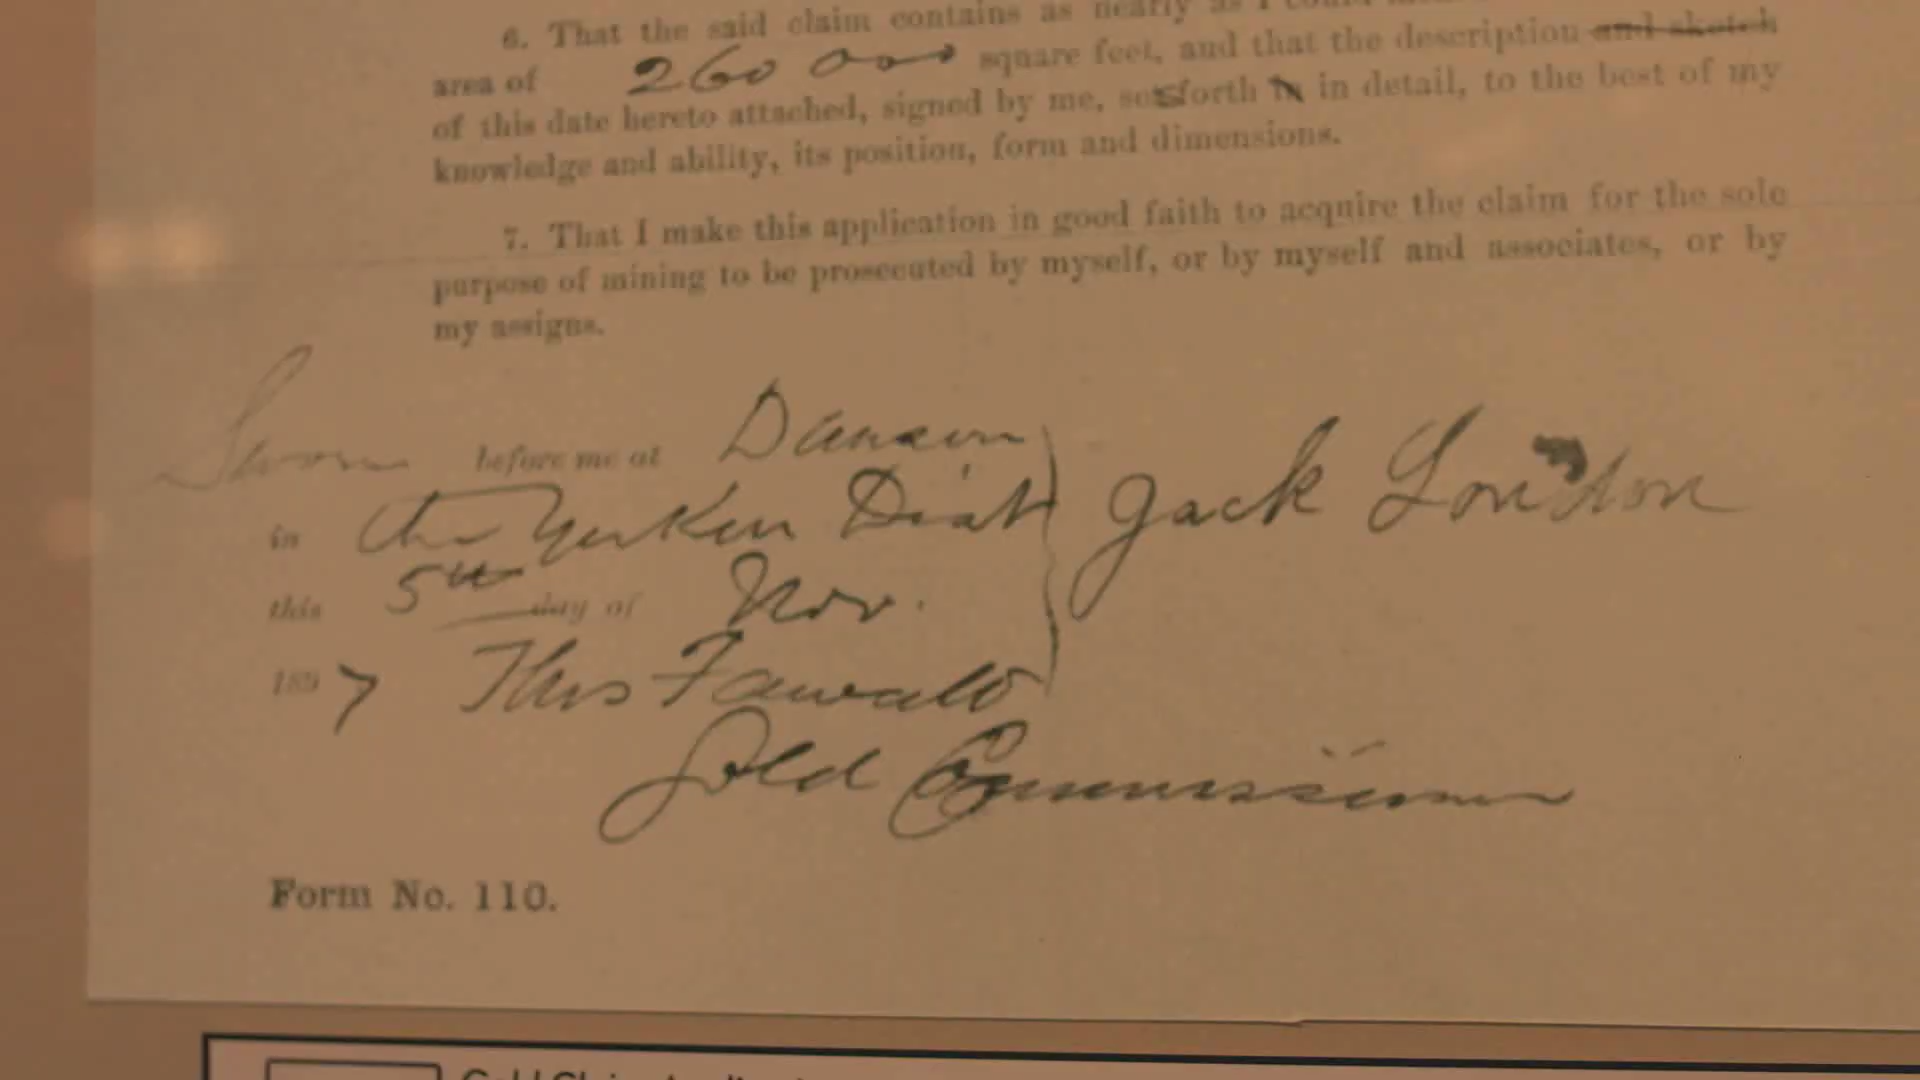 6. That the said claim contains as nearly as I could
area of 260 000 square feet, and that the description and sketch
of this date hereto attached, signed by me, sets forth in in detail, to the best of my
knowledge and ability, its position, form and dimensions.
7. That I make this application in good faith to acquire the claim for the sole
purpose of mining to be prosecuted by myself, or by myself and associates, or by
my assigns.
Sworn before me at Dawson
in the Yukon Dist Jack London
this 5th day of Nov.
1897 Thos Fawcett
Gold Commissioner
Form No. 110.